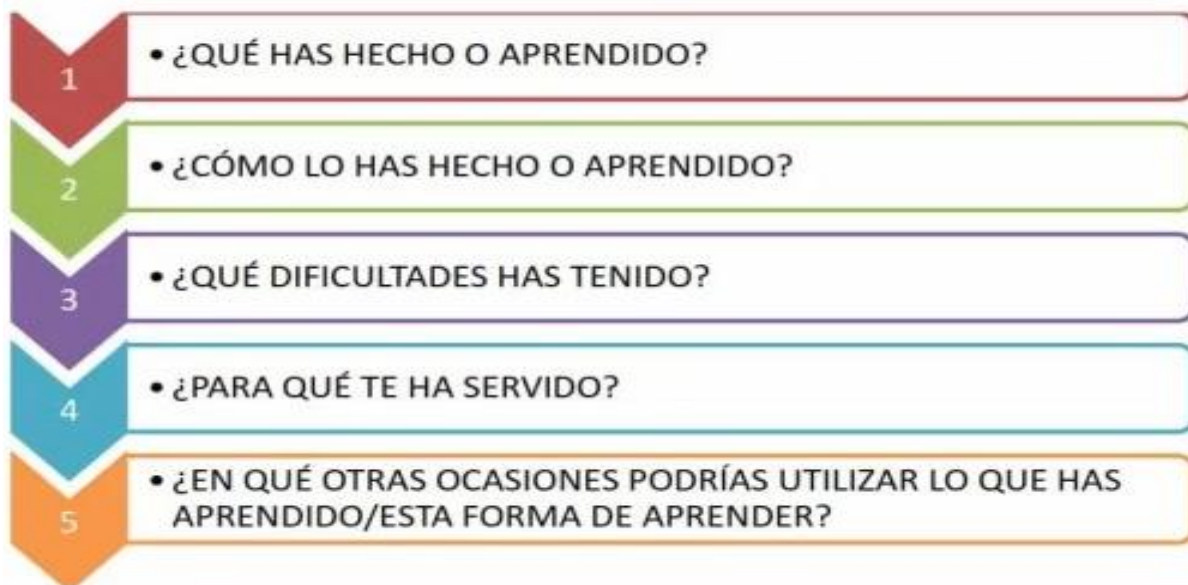 1
• ¿QUÉ HAS HECHO O APRENDIDO?
2
• ¿CÓMO LO HAS HECHO O APRENDIDO?
3
• ¿QUÉ DIFICULTADES HAS TENIDO?
4
• ¿PARA QUÉ TE HA SERVIDO?
5
• ¿EN QUÉ OTRAS OCASIONES PODRÍAS UTILIZAR LO QUE HAS
APRENDIDO/ESTA FORMA DE APRENDER?